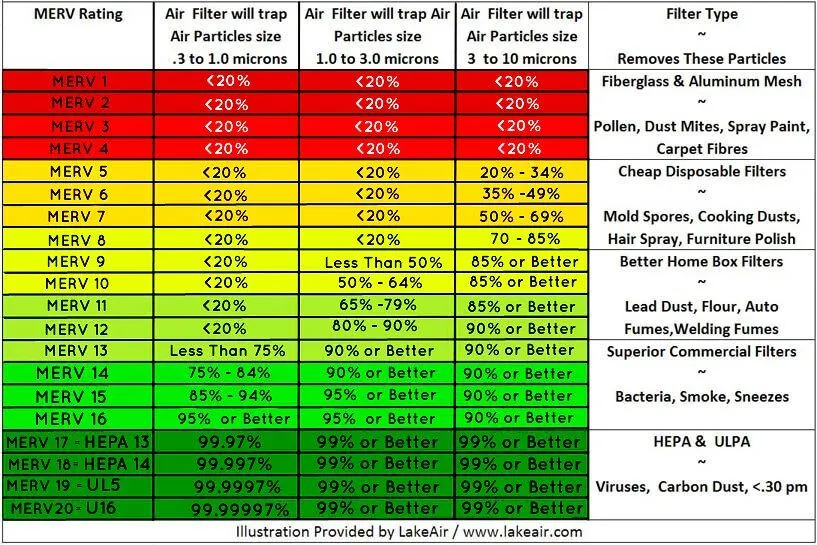 MERV Rating
Air Filter will trap Air Particles size .3 to 1.0 microns
Air Filter will trap Air Particles size 1.0 to 3.0 microns
Air Filter will trap Air Particles size 3 to 10 microns
Filter Type
~
Removes These Particles
MERV 1 <20% <20% <20%
MERV 2 <20% <20% <20%
MERV 3 <20% <20% <20%
MERV 4 <20% <20% <20%
Fiberglass & Aluminum Mesh
~
Pollen, Dust Mites, Spray Paint,
Carpet Fibres
MERV 5 <20% <20% 20% - 34%
MERV 6 <20% <20% 35% -49%
MERV 7 <20% <20% 50% - 69%
MERV 8 <20% <20% 70 - 85%
Cheap Disposable Filters
~
Mold Spores, Cooking Dusts,
Hair Spray, Furniture Polish
MERV 9 <20% Less Than 50% 85% or Better
MERV 10 <20% 50% - 64% 85% or Better
MERV 11 <20% 65% -79% 85% or Better
MERV 12 <20% 80% - 90% 90% or Better
Better Home Box Filters
~
Lead Dust, Flour, Auto
Fumes,Welding Fumes
MERV 13 Less Than 75% 90% or Better 90% or Better
MERV 14 75% - 84% 90% or Better 90% or Better
MERV 15 85% - 94% 95% or Better 90% or Better
MERV 16 95% or Better 95% or Better 90% or Better
Superior Commercial Filters
~
Bacteria, Smoke, Sneezes
MERV 17 - HEPA 13 99.97% 99% or Better 99% or Better
MERV 18- HEPA 14 99.997% 99% or Better 99% or Better
MERV 19 - UL5 99.9997% 99% or Better 99% or Better
MERV20- U16 99.99997% 99% or Better 99% or Better
HEPA & ULPA
~
Viruses, Carbon Dust, <.30 pm
Illustration Provided by LakeAir / www.lakeair.com